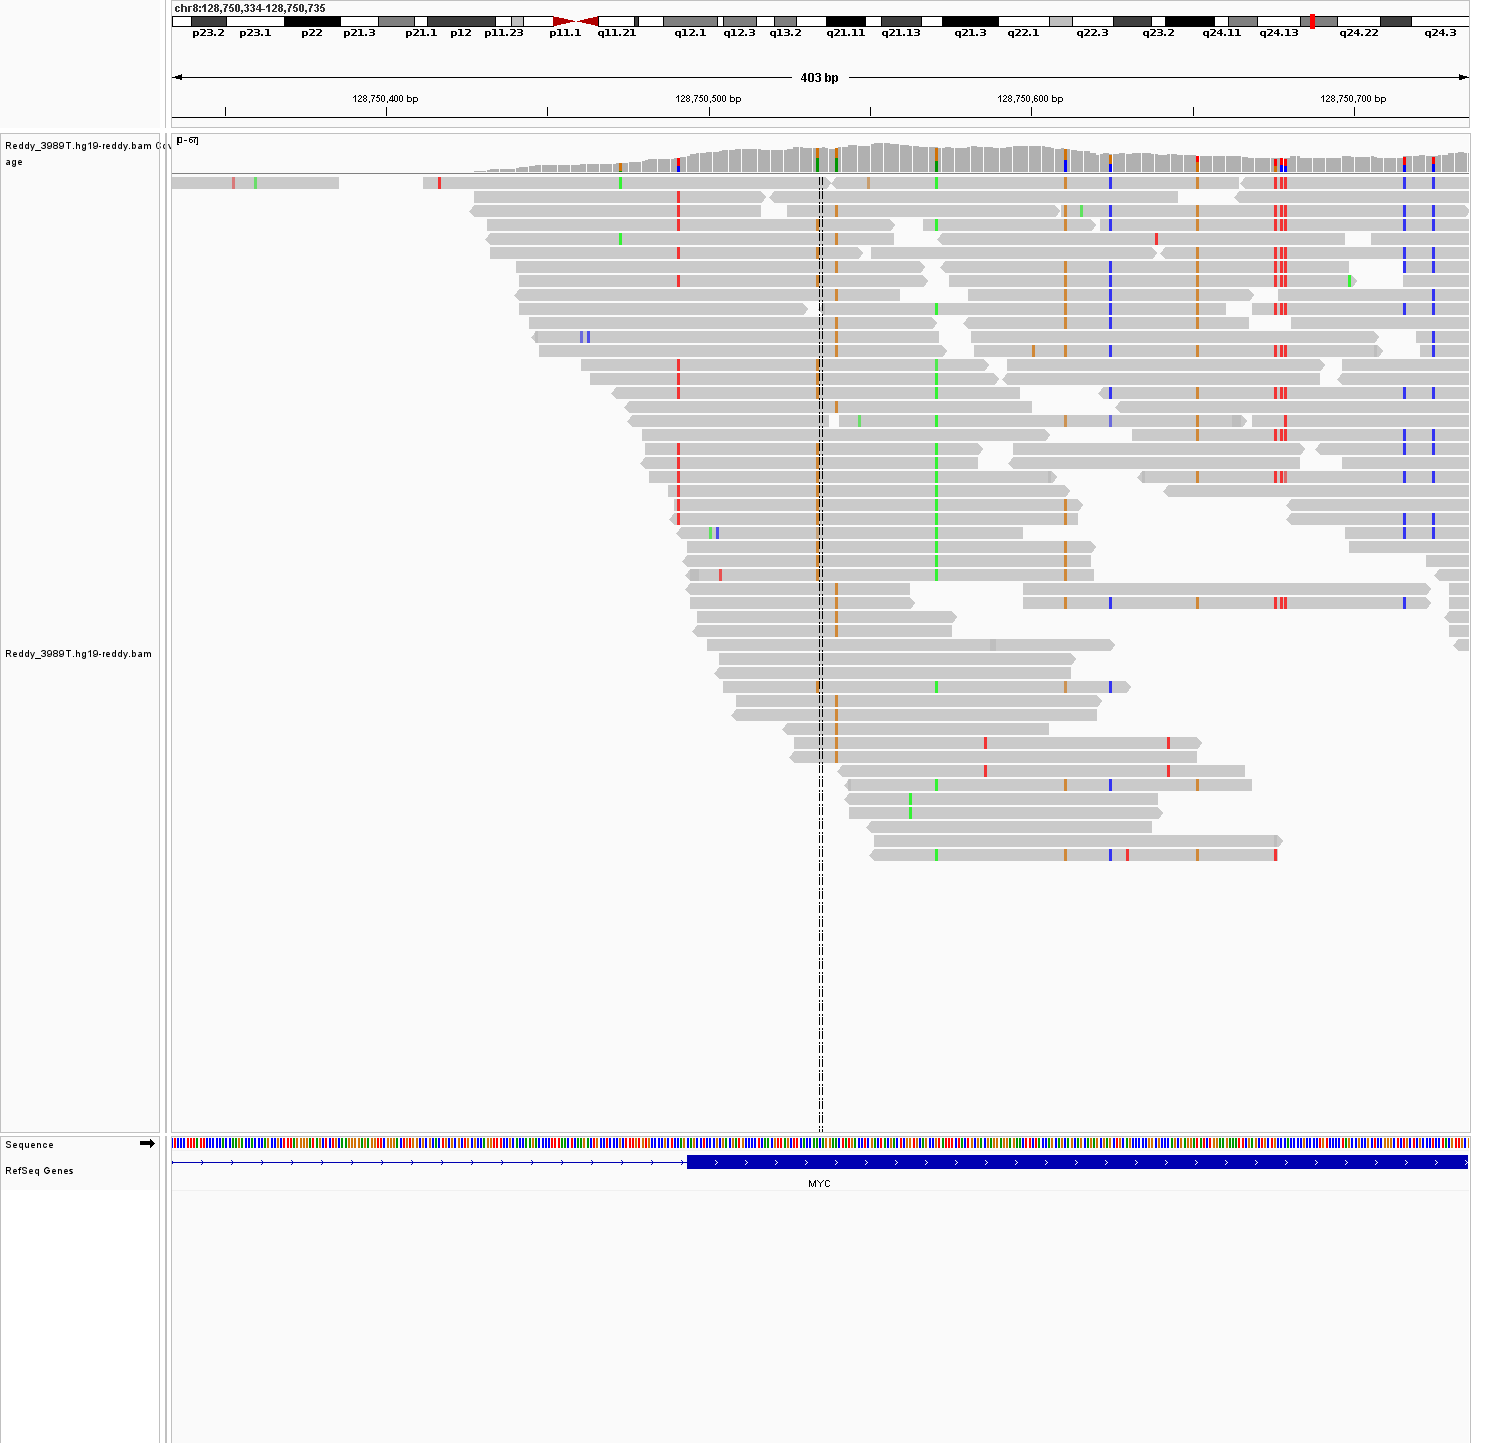 chr8:128,750,334-128,750,735
p23.2 p23.1 p22 p21.3 p21.1 p12 p11.23 p11.1 q11.21 q12.1 q12.3 q13.2 q21.11 q21.13 q21.3 q22.1 q22.3 q23.2 q24.11 q24.13 q24.22 q24.3
403 bp
128,750,400 bp 128,750,500 bp 128,750,600 bp 128,750,700 bp
[0 - 67]
Reddy_3989T.hg19-reddy.bam Cov
age
Reddy_3989T.hg19-reddy.bam
Sequence
RefSeq Genes
MYC